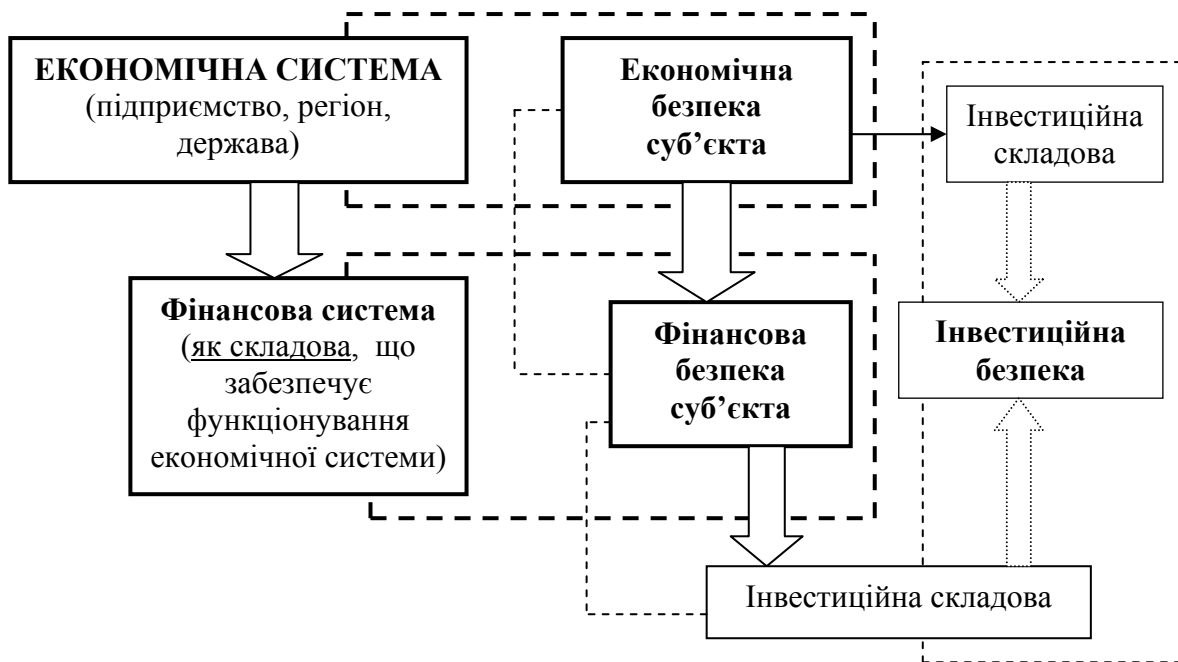 ЕКОНОМІЧНА СИСТЕМА
(підприємство, регіон,
держава)
Економічна
безпека
суб’єкта
Інвестиційна
складова
Фінансова система
(як складова, що
забезпечує
функціонування
економічної системи)
Фінансова
безпека
суб’єкта
Інвестиційна
безпека
Інвестиційна складова